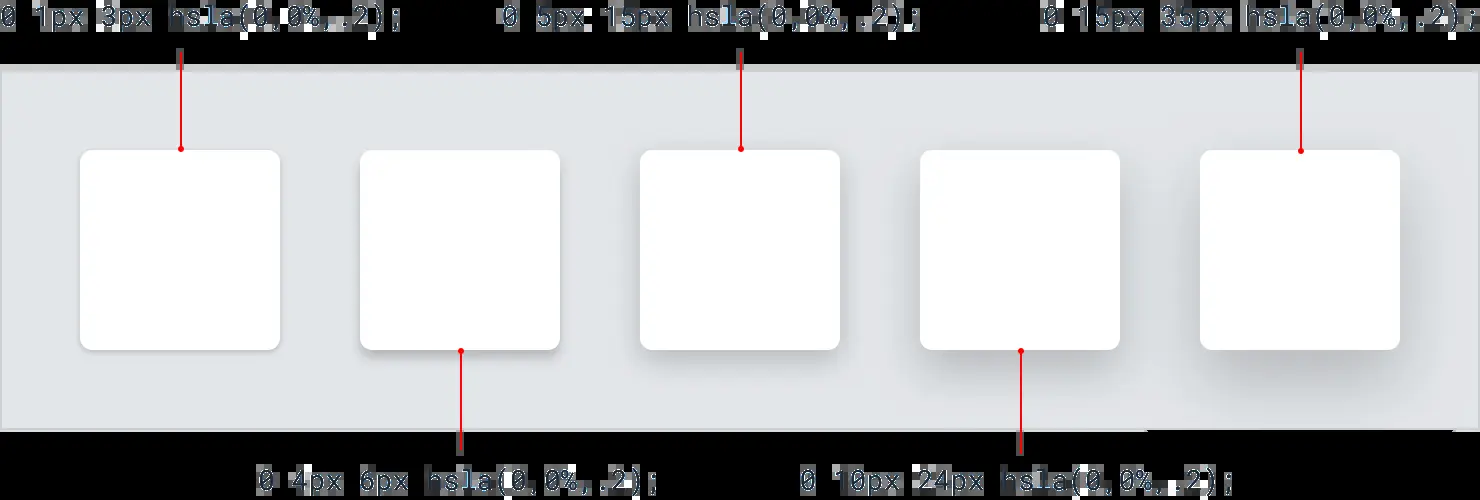 0 1px 3px hsla(0,0%,.2);
0 5px 15px hsla(0,0%,.2);
0 15px 35px hsla(0,0%,.2);
0 4px 6px hsla(0,0%,.2);
0 10px 24px hsla(0,0%,.2);